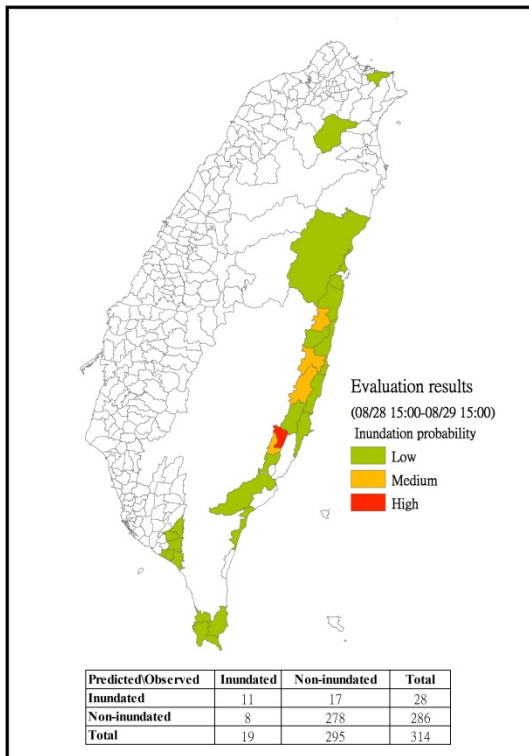 Evaluation results
(08/28 15:00-08/29 15:00)
Inundation probability
Low
Medium
High
Predicted\Observed Inundated Non-inundated Total
Inundated 11 17 28
Non-inundated 8 278 286
Total 19 295 314